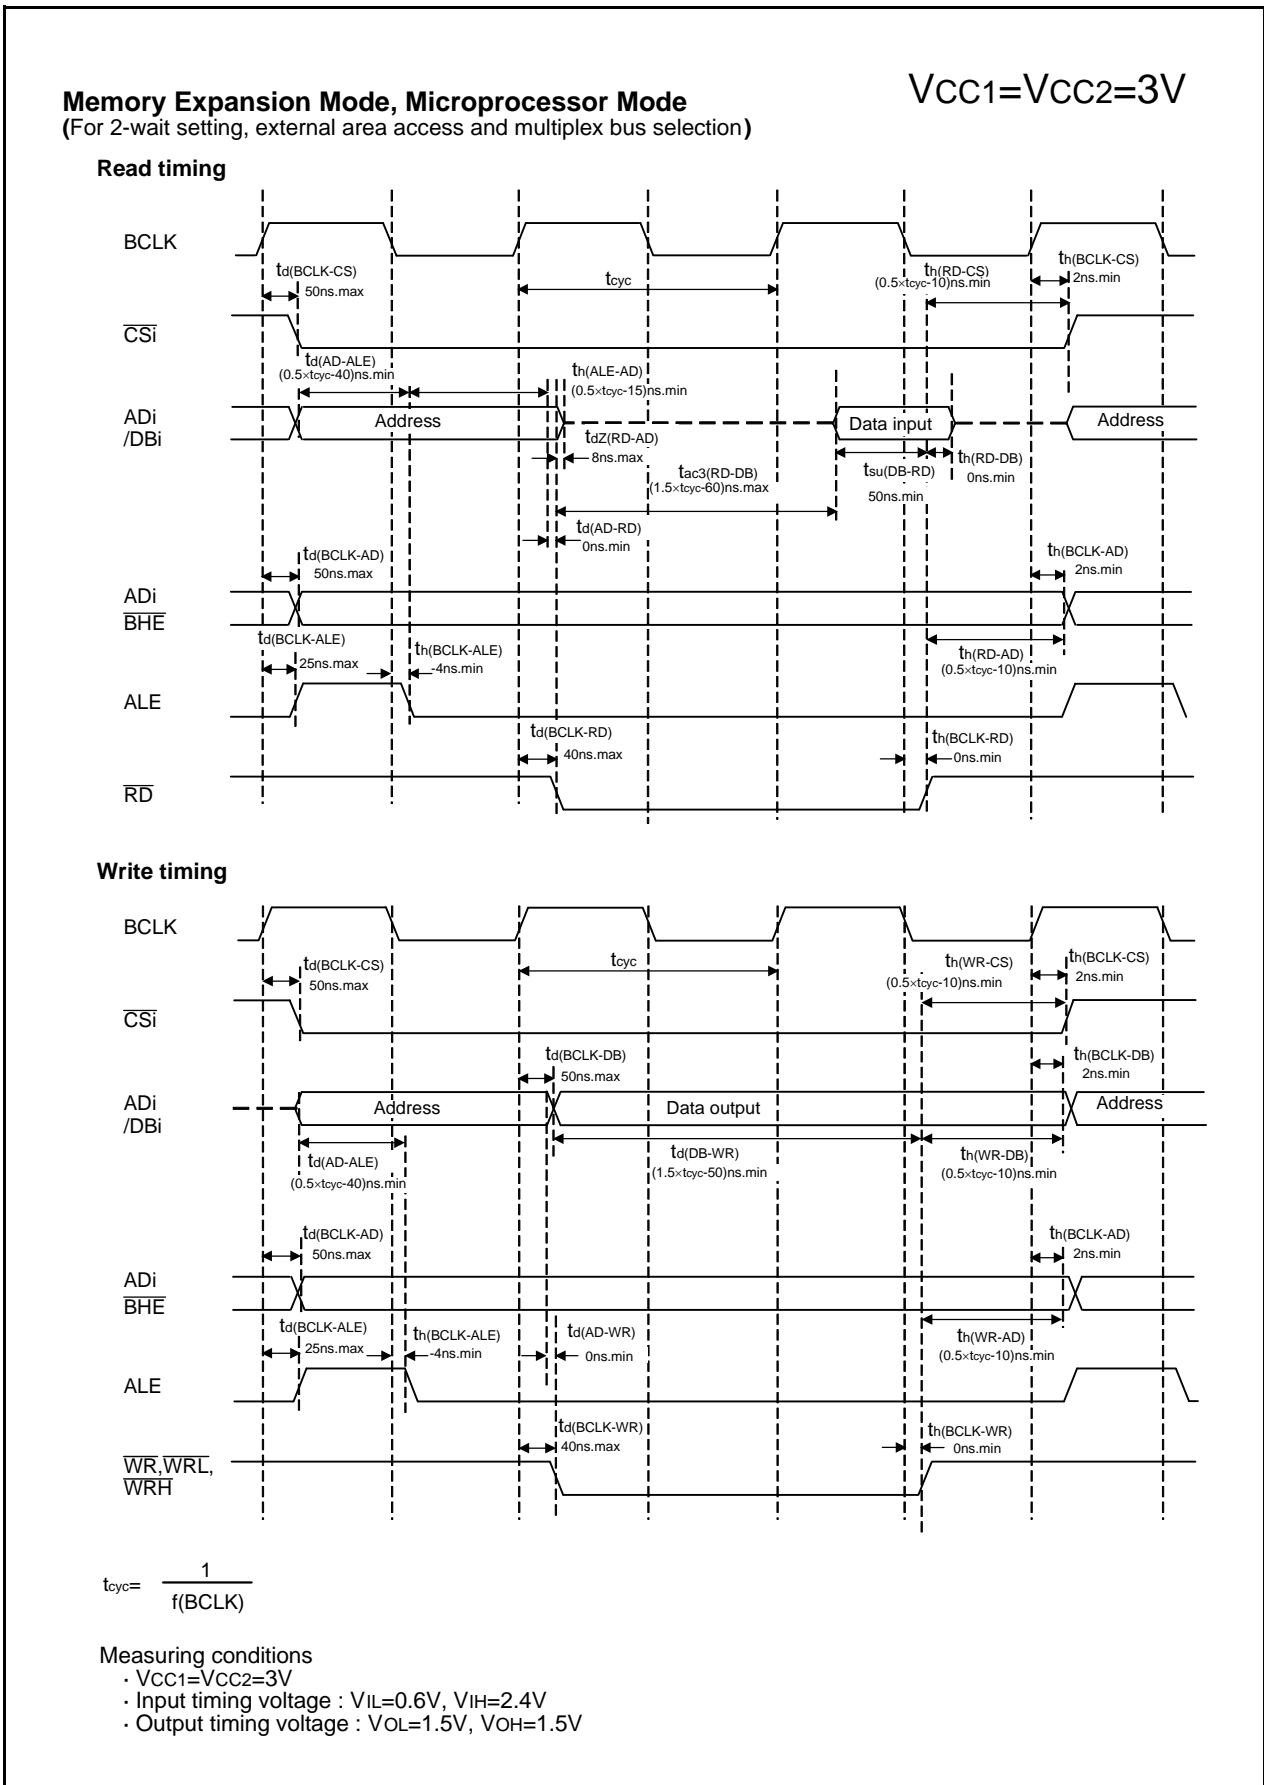 VCC1=VCC2=3V
Memory Expansion Mode, Microprocessor Mode
(For 2-wait setting, external area access and multiplex bus selection)
Read timing
BCLK
td(BCLK-CS)
50ns.max
tcyc
th(RD-CS)
(0.5×tcyc-10)ns.min
th(BCLK-CS)
2ns.min
CSi
td(AD-ALE)
(0.5×tcyc-40)ns.min
th(ALE-AD)
(0.5×tcyc-15)ns.min
ADi
/DBi
Address
Data input
Address
tdZ(RD-AD)
8ns.max
tac3(RD-DB)
(1.5×tcyc-60)ns.max
tsu(DB-RD)
50ns.min
th(RD-DB)
0ns.min
td(AD-RD)
0ns.min
td(BCLK-AD)
50ns.max
th(BCLK-AD)
2ns.min
ADi
BHE
td(BCLK-ALE)
25ns.max
th(BCLK-ALE)
-4ns.min
th(RD-AD)
(0.5×tcyc-10)ns.min
ALE
td(BCLK-RD)
40ns.max
th(BCLK-RD)
0ns.min
RD
Write timing
BCLK
td(BCLK-CS)
50ns.max
tcyc
th(WR-CS)
(0.5×tcyc-10)ns.min
th(BCLK-CS)
2ns.min
CSi
td(BCLK-DB)
50ns.max
th(BCLK-DB)
2ns.min
ADi
/DBi
Address
Data output
Address
td(AD-ALE)
(0.5×tcyc-40)ns.min
td(DB-WR)
(1.5×tcyc-50)ns.min
th(WR-DB)
(0.5×tcyc-10)ns.min
td(BCLK-AD)
50ns.max
th(BCLK-AD)
2ns.min
ADi
BHE
td(BCLK-ALE)
25ns.max
th(BCLK-ALE)
-4ns.min
td(AD-WR)
0ns.min
th(WR-AD)
(0.5×tcyc-10)ns.min
ALE
td(BCLK-WR)
40ns.max
th(BCLK-WR)
0ns.min
WR,WRL,
WRH
tcyc=
1
f(BCLK)
Measuring conditions
· VCC1=VCC2=3V
· Input timing voltage : VIL=0.6V, VIH=2.4V
· Output timing voltage : VOL=1.5V, VOH=1.5V